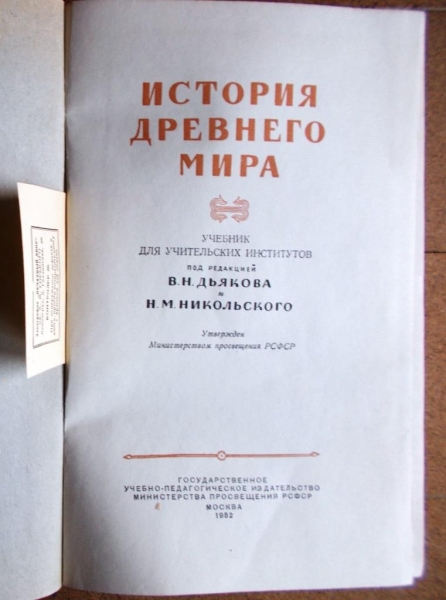 ИСТОРИЯ
ДРЕВНЕГО
МИРА
УЧЕБНИК
ДЛЯ УЧИТЕЛЬСКИХ ИНСТИТУТОВ
ПОД РЕДАКЦИЕЙ
В.Н.ДЬЯКОВА
и
Н.М.НИКОЛЬСКОГО
Утвержден
Министерством просвещения РСФСР
ГОСУДАРСТВЕННОЕ
УЧЕБНО-ПЕДАГОГИЧЕСКОЕ ИЗДАТЕЛЬСТВО
МИНИСТЕРСТВА ПРОСВЕЩЕНИЯ РСФСР
МОСКВА
1952